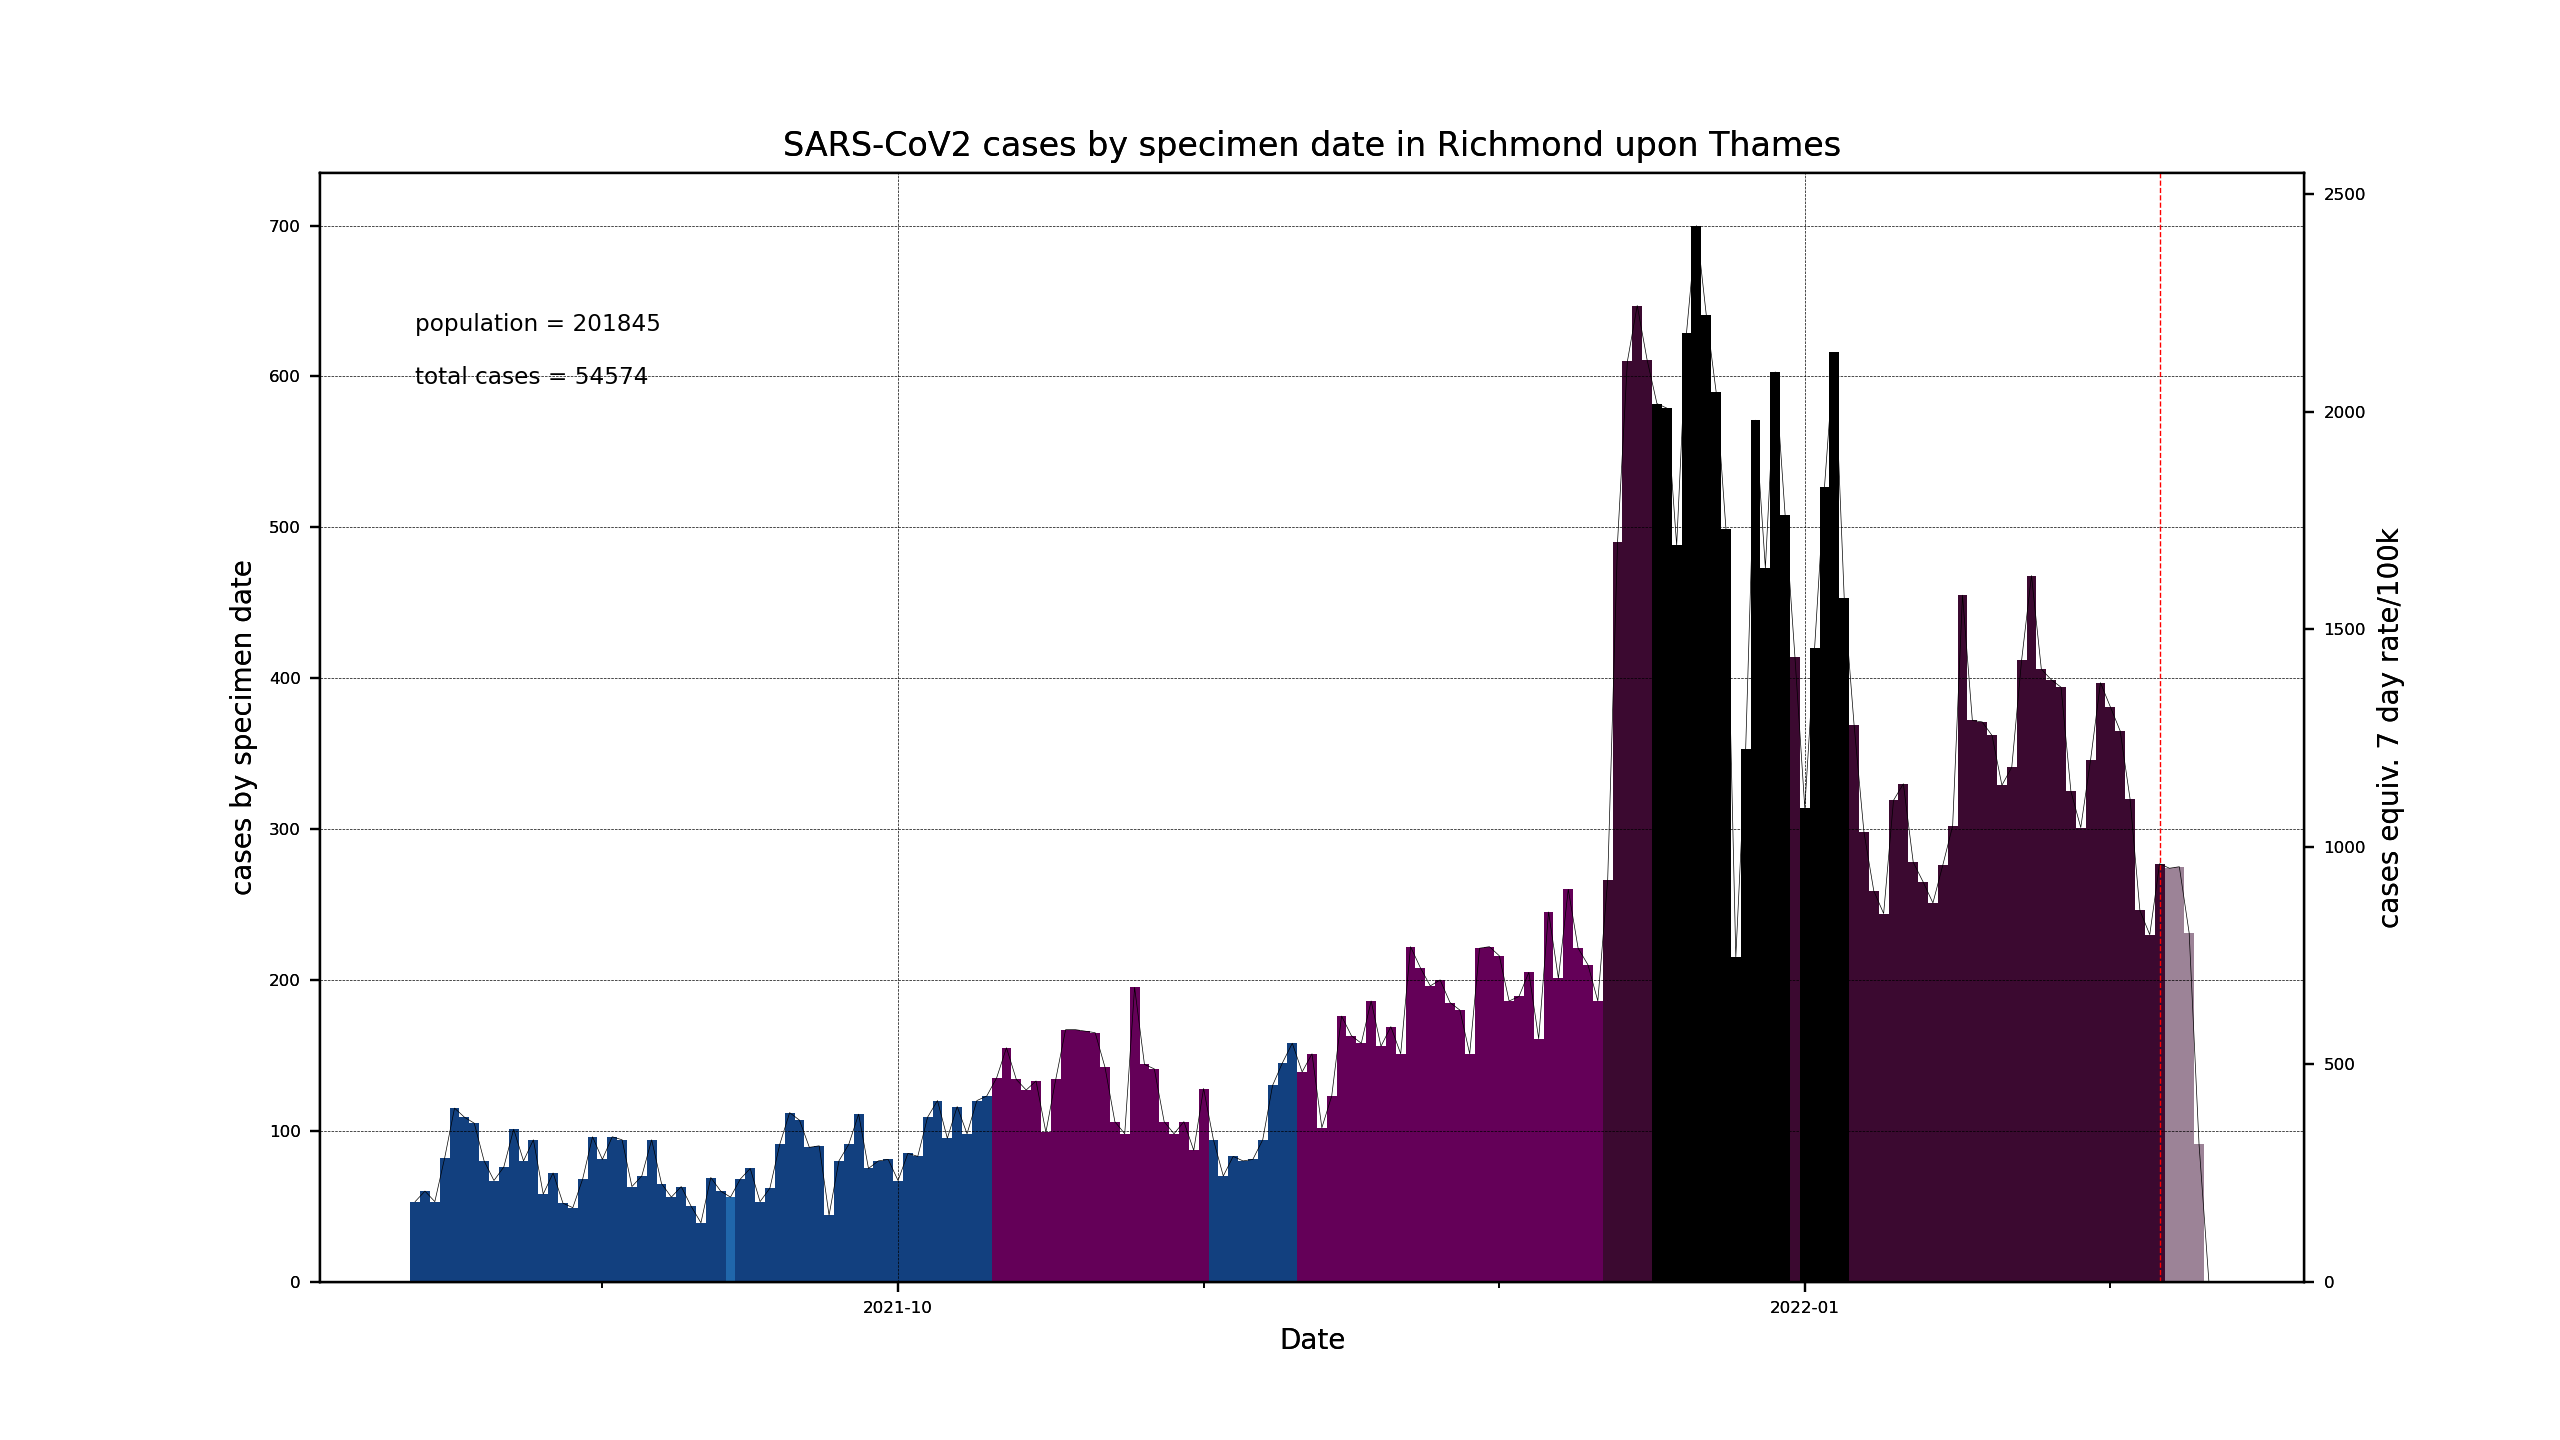 SARS-CoV2 cases by specimen date in Richmond upon Thames
population = 201845
total cases = 54574
cases by specimen date
700
600
500
400
300
200
100
0
2500
2000
1500
1000
500
0
cases equiv. 7 day rate/100k
2021-10
2022-01
Date